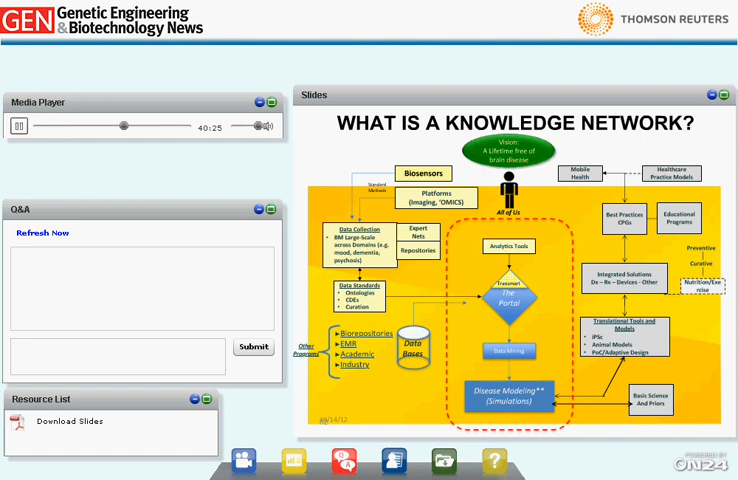 GEN Genetic Engineering
&Biotechnology News
THOMSON REUTERS
Media Player
40:25
Q&A
Refresh Now
Submit
Resource List
Download Slides
Slides
WHAT IS A KNOWLEDGE NETWORK?
Vision:
A Lifetime free of
brain disease
All of Us
Biosensors
Standard
Methods
Platforms
(Imaging, 'OMICS)
Data Collection
• BM Large-Scale
across Domains (e.g.
mood, dementia,
psychosis)
Expert
Nets
Repositories
Data Standards
• Ontologies
• CDEs
• Curation
Other
Programs
Biorepositories
EMR
Academic
Industry
Data
Bases
Analytics Tools
Transmart
The
Portal
Data Mining
Disease Modeling**
(Simulations)
Mobile
Health
Healthcare
Practice Models
Best Practices
CPGs
Educational
Programs
Preventive
Curative
Nutrition/Exe
rcise
Integrated Solutions
Dx – Rx – Devices - Other
Translational Tools and
Models
• iPSc
• Animal Models
• PoC/Adaptive Design
Basic Science
And Priors
/14/12
Q
A
?
POWERED BY
ON24